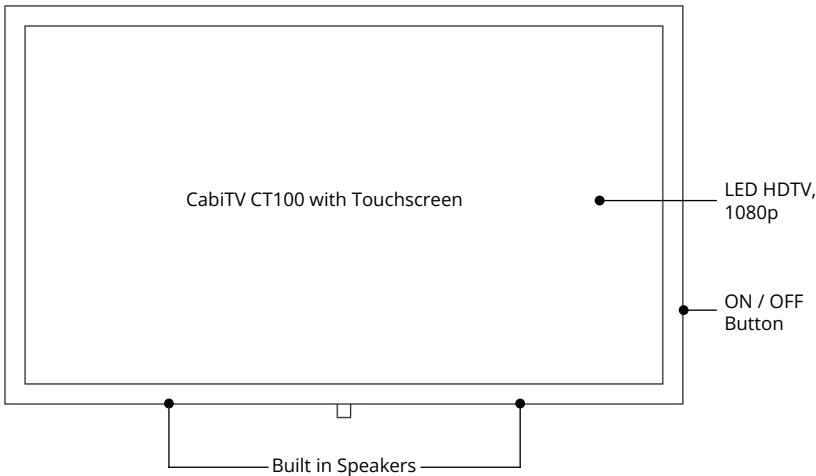 CabiTV CT100 with Touchscreen
LED HDTV,
1080p
ON / OFF
Button
Built in Speakers